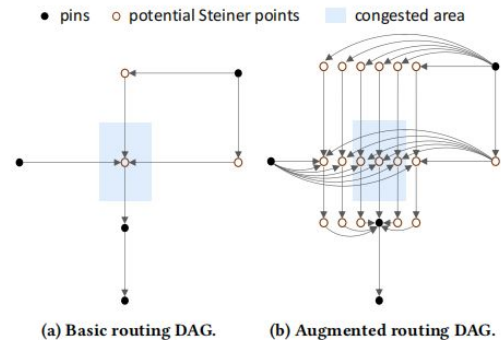 pins potential Steiner points congested area
(a) Basic routing DAG. (b) Augmented routing DAG.